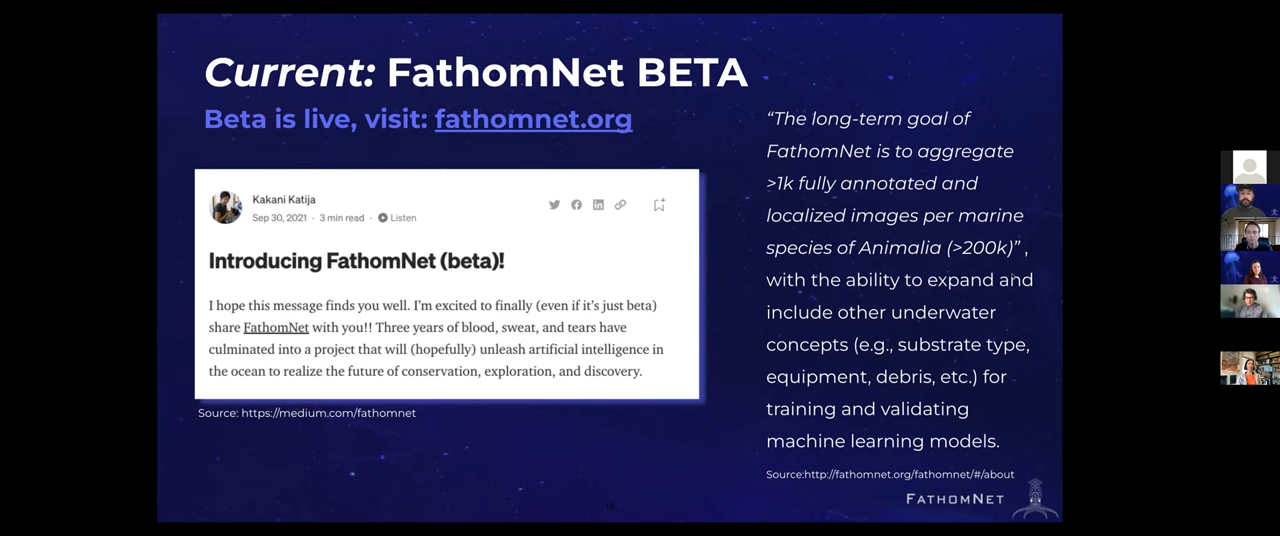 Current: FathomNet BETA
Beta is live, visit: fathomnet.org
Kakani Katija
Sep 30, 2021 · 3 min read · Listen
Introducing FathomNet (beta)!
I hope this message finds you well. I'm excited to finally (even if it's just beta)
share FathomNet with you!! Three years of blood, sweat, and tears have
culminated into a project that will (hopefully) unleash artificial intelligence in
the ocean to realize the future of conservation, exploration, and discovery.
Source: https://medium.com/fathomnet
“The long-term goal of
FathomNet is to aggregate
>1k fully annotated and
localized images per marine
species of Animalia (>200k)” ,
with the ability to expand and
include other underwater
concepts (e.g., substrate type,
equipment, debris, etc.) for
training and validating
machine learning models.
Source:http://fathomnet.org/fathomnet/#/about
FATHOMNET